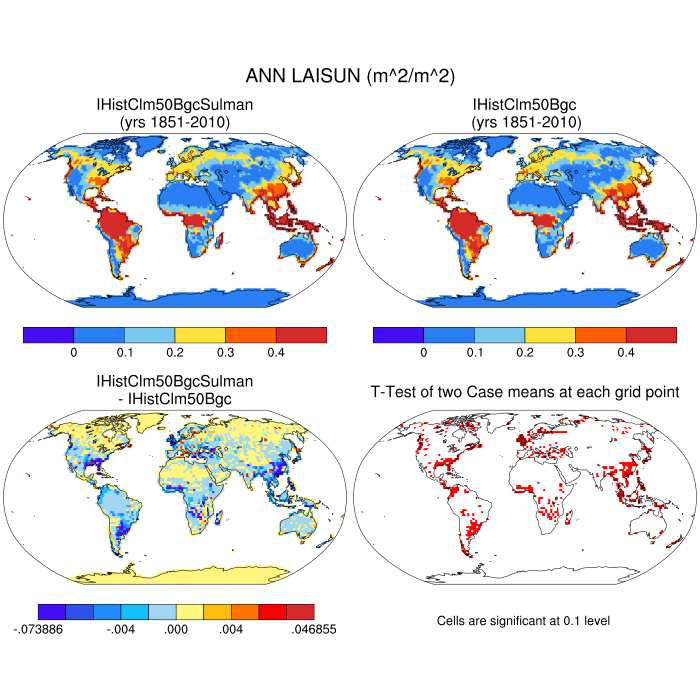 ANN LAISUN (m^2/m^2)
IHistClm50BgcSulman
(yrs 1851-2010)
IHistClm50Bgc
(yrs 1851-2010)
0 0.1 0.2 0.3 0.4
0 0.1 0.2 0.3 0.4
IHistClm50BgcSulman
- IHistClm50Bgc
T-Test of two Case means at each grid point
-.073886 -.004 .000 .004 .046855
Cells are significant at 0.1 level